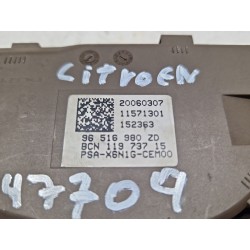 CITROEN
20060307
11571301
152363
96 516 980 ZD
BCN 119 737 15
PSA-X6N1G-CEM00
47709